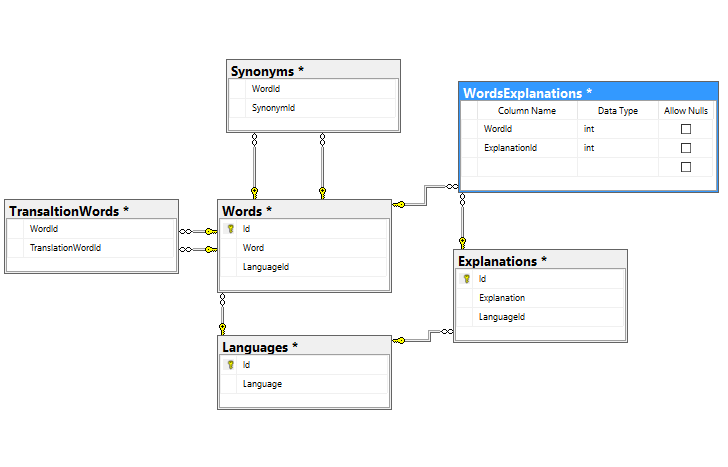 Synonyms *
WordId
SynonymId
WordsExplanations *
Column Name Data Type Allow Nulls
WordId int
ExplanationId int
TransaltionWords *
WordId
TranslationWordId
Words *
Id
Word
LanguageId
Explanations *
Id
Explanation
LanguageId
Languages *
Id
Language